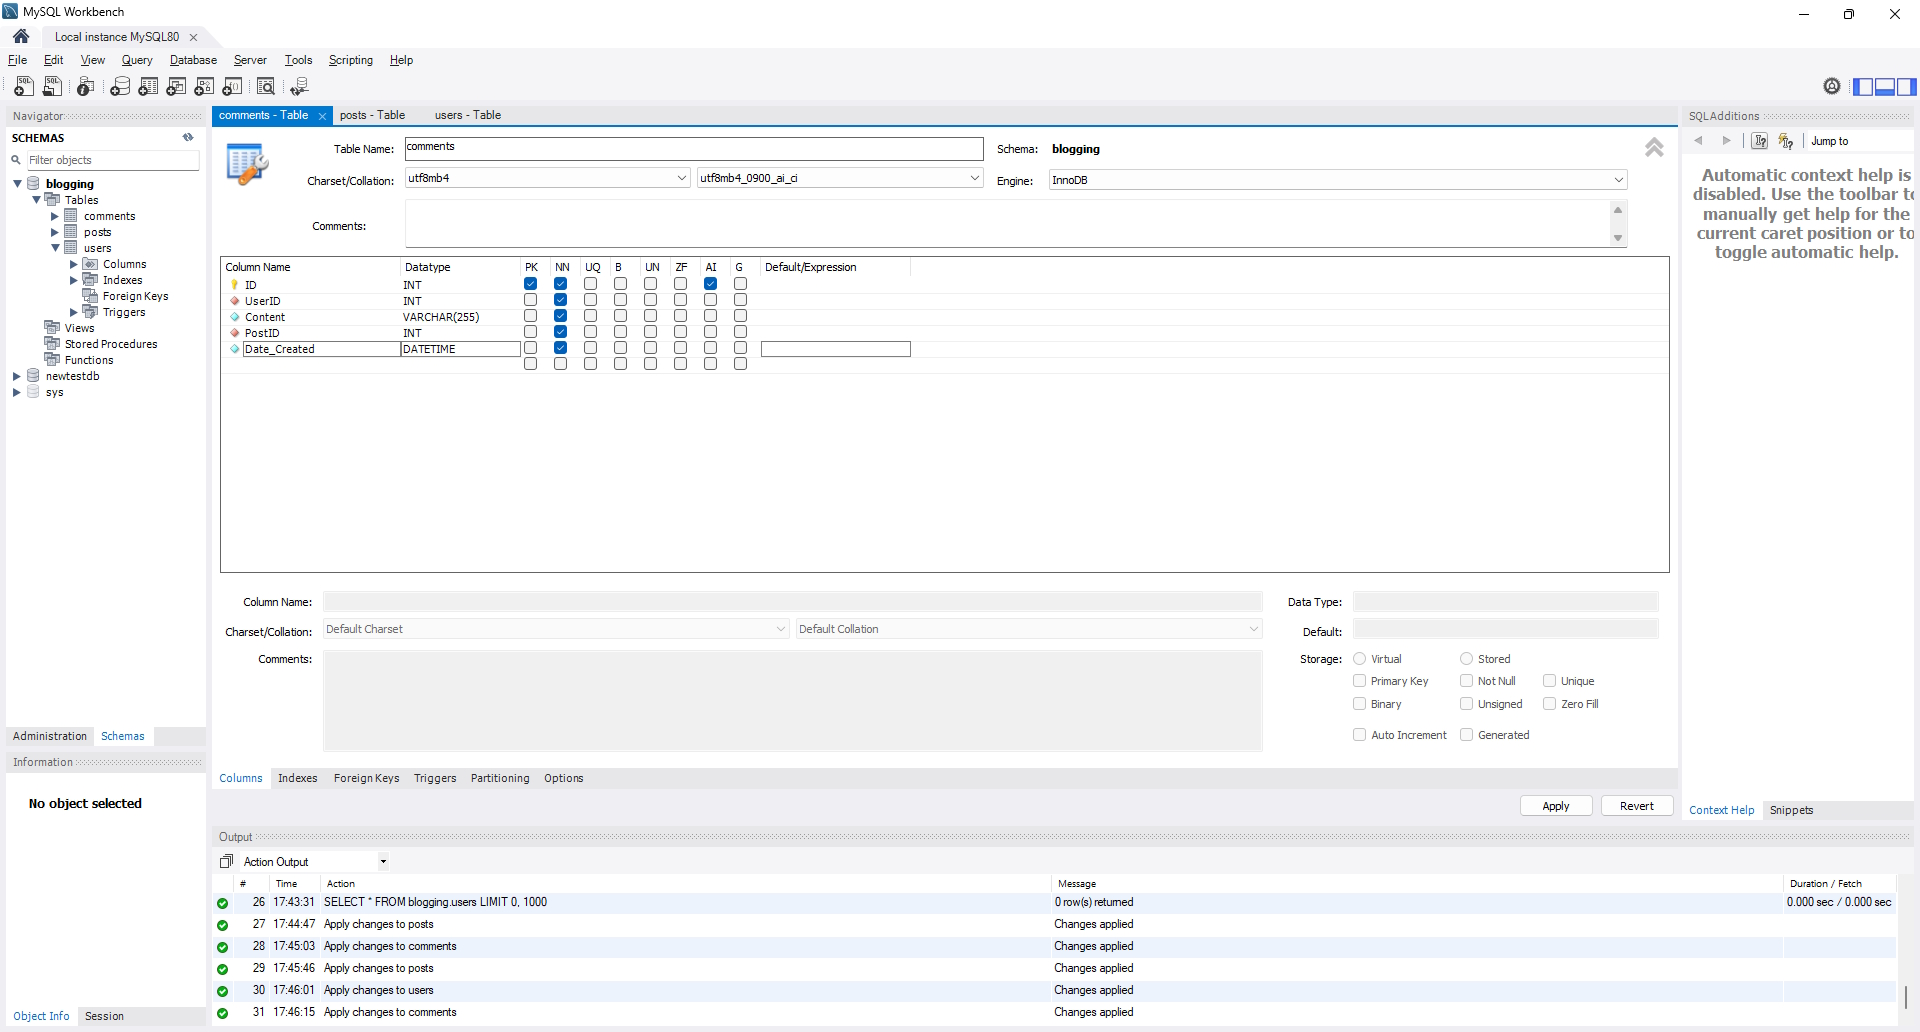 MySQL Workbench
Local instance MySQL80
File Edit View Query Database Server Tools Scripting Help
Navigator
SCHEMAS
Filter objects
blogging
Tables
comments
posts
users
Columns
Indexes
Foreign Keys
Triggers
Views
Stored Procedures
Functions
newtestdb
sys
Administration Schemas
Information
No object selected
Object Info Session
comments - Table posts - Table users - Table
Table Name: comments Schema: blogging
Charset/Collation: utf8mb4 utf8mb4_0900_ai_ci Engine: InnoDB
Comments:
Column Name Datatype PK NN UQ B UN ZF AI G Default/Expression
ID INT
UserID INT
Content VARCHAR(255)
PostID INT
Date_Created DATETIME
Column Name: Data Type:
Charset/Collation: Default Charset Default Collation Default:
Comments: Storage: Virtual Stored
Primary Key Not Null Unique
Binary Unsigned Zero Fill
Auto Increment Generated
Columns Indexes Foreign Keys Triggers Partitioning Options
Apply Revert
Output
Action Output
# Time Action Message Duration / Fetch
26 17:43:31 SELECT * FROM blogging.users LIMIT 0, 1000 0 row(s) returned 0.000 sec / 0.000 sec
27 17:44:47 Apply changes to posts Changes applied
28 17:45:03 Apply changes to comments Changes applied
29 17:45:46 Apply changes to posts Changes applied
30 17:46:01 Apply changes to users Changes applied
31 17:46:15 Apply changes to comments Changes applied
SQLAdditions
Jump to
Automatic context help is
disabled. Use the toolbar to
manually get help for the
current caret position or to
toggle automatic help.
Context Help Snippets